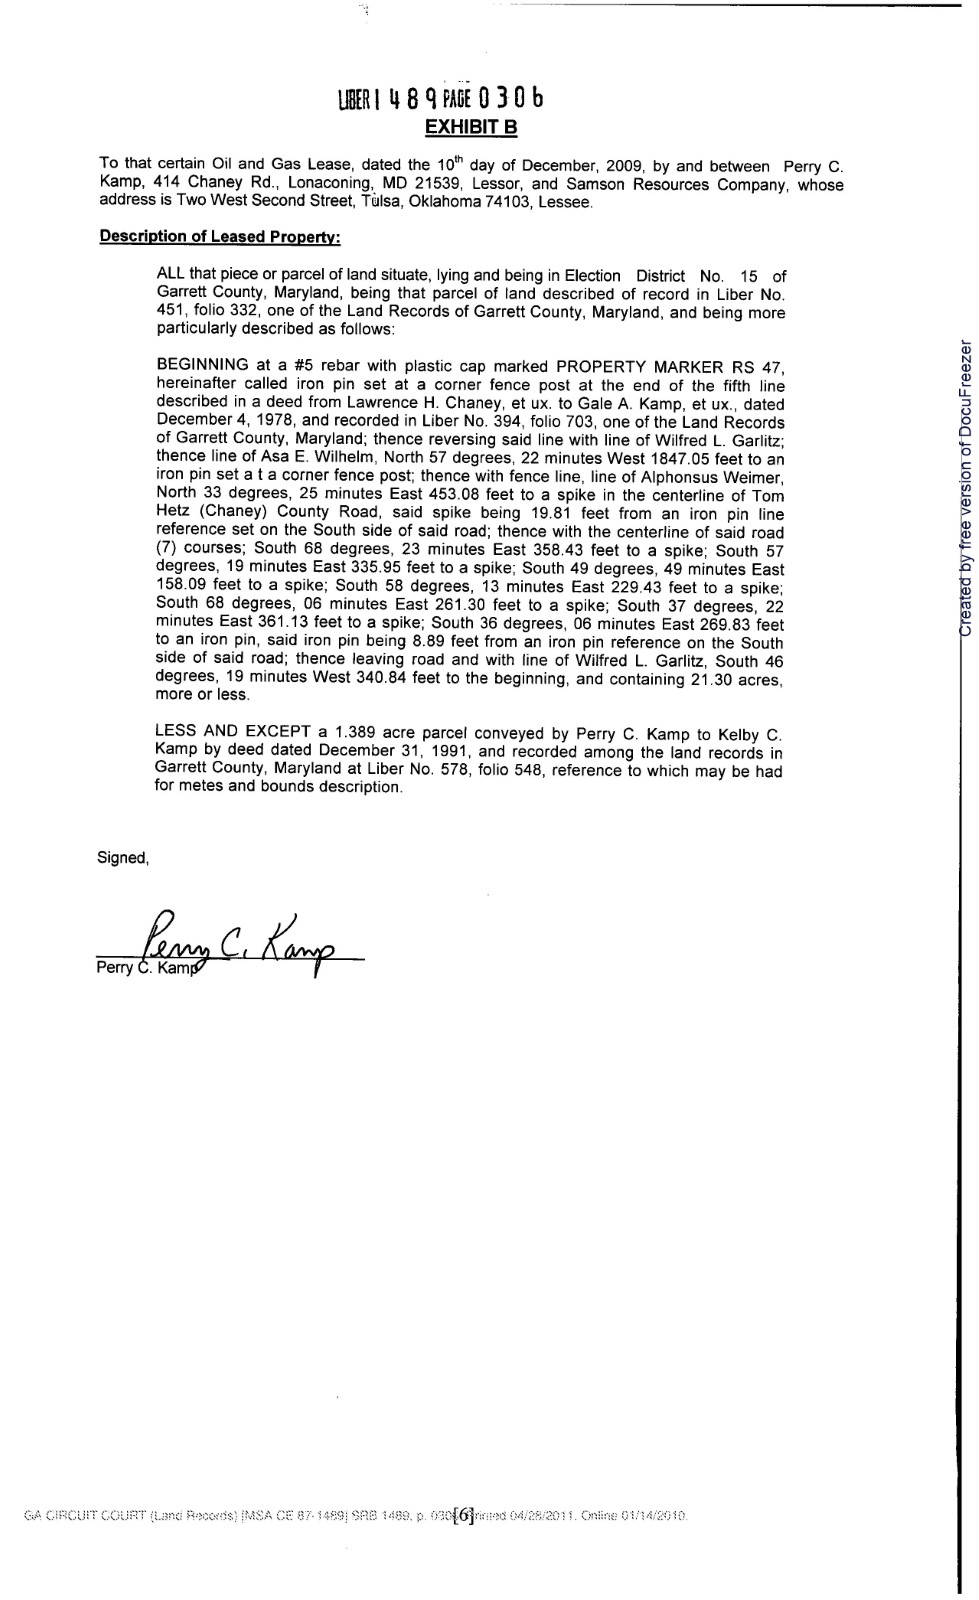 LIBER 1 4 8 9 PAGE 0 3 0 6
EXHIBIT B
To that certain Oil and Gas Lease, dated the 10th day of December, 2009, by and between Perry C.
Kamp, 414 Chaney Rd., Lonaconing, MD 21539, Lessor, and Samson Resources Company, whose
address is Two West Second Street, Tulsa, Oklahoma 74103, Lessee.
Description of Leased Property:
ALL that piece or parcel of land situate, lying and being in Election District No. 15 of
Garrett County, Maryland, being that parcel of land described of record in Liber No.
451, folio 332, one of the Land Records of Garrett County, Maryland, and being more
particularly described as follows:
BEGINNING at a #5 rebar with plastic cap marked PROPERTY MARKER RS 47,
hereinafter called iron pin set at a corner fence post at the end of the fifth line
described in a deed from Lawrence H. Chaney, et ux. to Gale A. Kamp, et ux., dated
December 4, 1978, and recorded in Liber No. 394, folio 703, one of the Land Records
of Garrett County, Maryland; thence reversing said line with line of Wilfred L. Garlitz;
thence line of Asa E. Wilhelm, North 57 degrees, 22 minutes West 1847.05 feet to an
iron pin set a t a corner fence post; thence with fence line, line of Alphonsus Weimer,
North 33 degrees, 25 minutes East 453.08 feet to a spike in the centerline of Tom
Hetz (Chaney) County Road, said spike being 19.81 feet from an iron pin line
reference set on the South side of said road; thence with the centerline of said road
(7) courses; South 68 degrees, 23 minutes East 358.43 feet to a spike; South 57
degrees, 19 minutes East 335.95 feet to a spike; South 49 degrees, 49 minutes East
158.09 feet to a spike; South 58 degrees, 13 minutes East 229.43 feet to a spike;
South 68 degrees, 06 minutes East 261.30 feet to a spike; South 37 degrees, 22
minutes East 361.13 feet to a spike; South 36 degrees, 06 minutes East 269.83 feet
to an iron pin, said iron pin being 8.89 feet from an iron pin reference on the South
side of said road; thence leaving road and with line of Wilfred L. Garlitz, South 46
degrees, 19 minutes West 340.84 feet to the beginning, and containing 21.30 acres,
more or less.
LESS AND EXCEPT a 1.389 acre parcel conveyed by Perry C. Kamp to Kelby C.
Kamp by deed dated December 31, 1991, and recorded among the land records in
Garrett County, Maryland at Liber No. 578, folio 548, reference to which may be had
for metes and bounds description.
Signed,
Perry C. Kamp
Perry C. Kamp
GA CIRCUIT COURT (Land Records) [MSA CE 87-1489] SRB 1489, p. 030 [6] 04/28/2011. Online 01/14/2010.
Created by free version of DocuFreezer